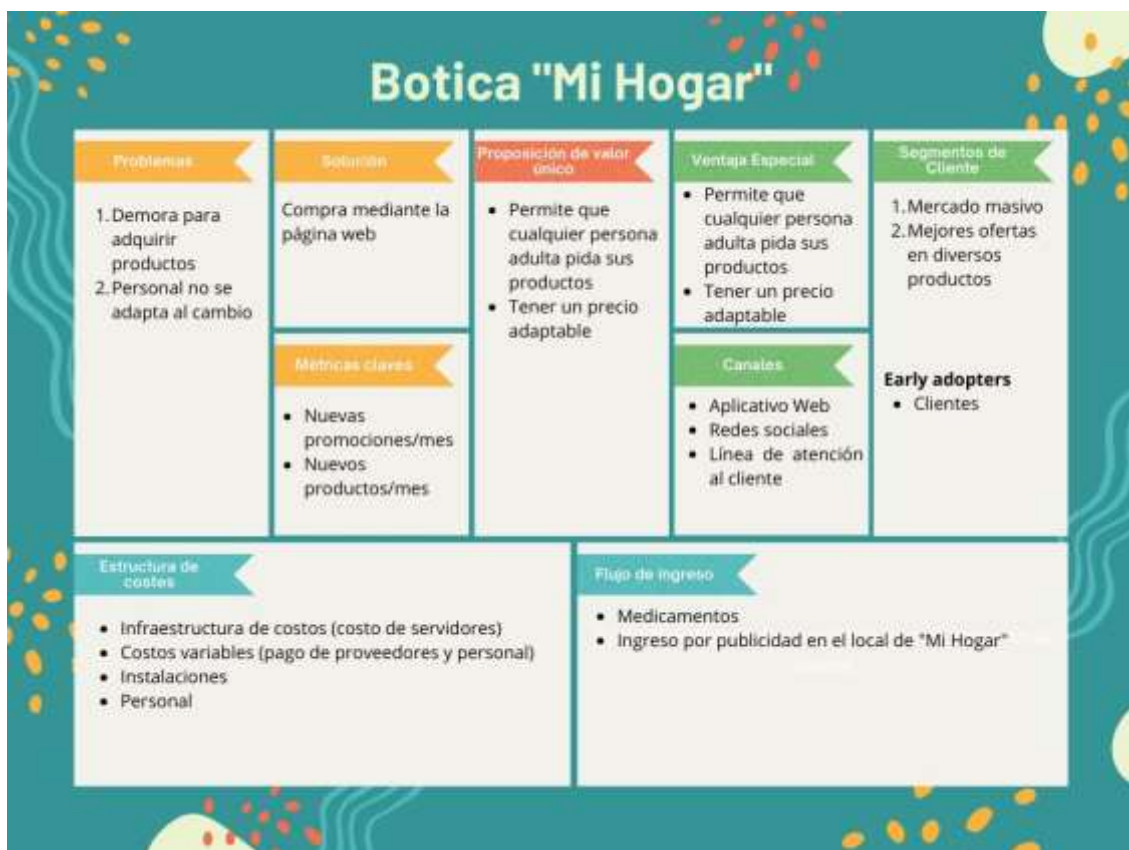 Botica "Mi Hogar"
Problemas
1. Demora para
adquirir
productos
2. Personal no se
adapta al cambio
Solución
Compra mediante la
página web
Métricas claves
• Nuevas
promociones/mes
• Nuevos
productos/mes
Proposición de valor
único
• Permite que
cualquier persona
adulta pida sus
productos
• Tener un precio
adaptable
Ventaja Especial
• Permite que
cualquier persona
adulta pida sus
productos
• Tener un precio
adaptable
Canales
• Aplicativo Web
• Redes sociales
• Línea de atención
al cliente
Segmentos de
Cliente
1. Mercado masivo
2. Mejores ofertas
en diversos
productos
Early adopters
• Clientes
Estructura de
costes
• Infraestructura de costos (costo de servidores)
• Costos variables (pago de proveedores y personal)
• Instalaciones
• Personal
Flujo de ingreso
• Medicamentos
• Ingreso por publicidad en el local de "Mi Hogar"